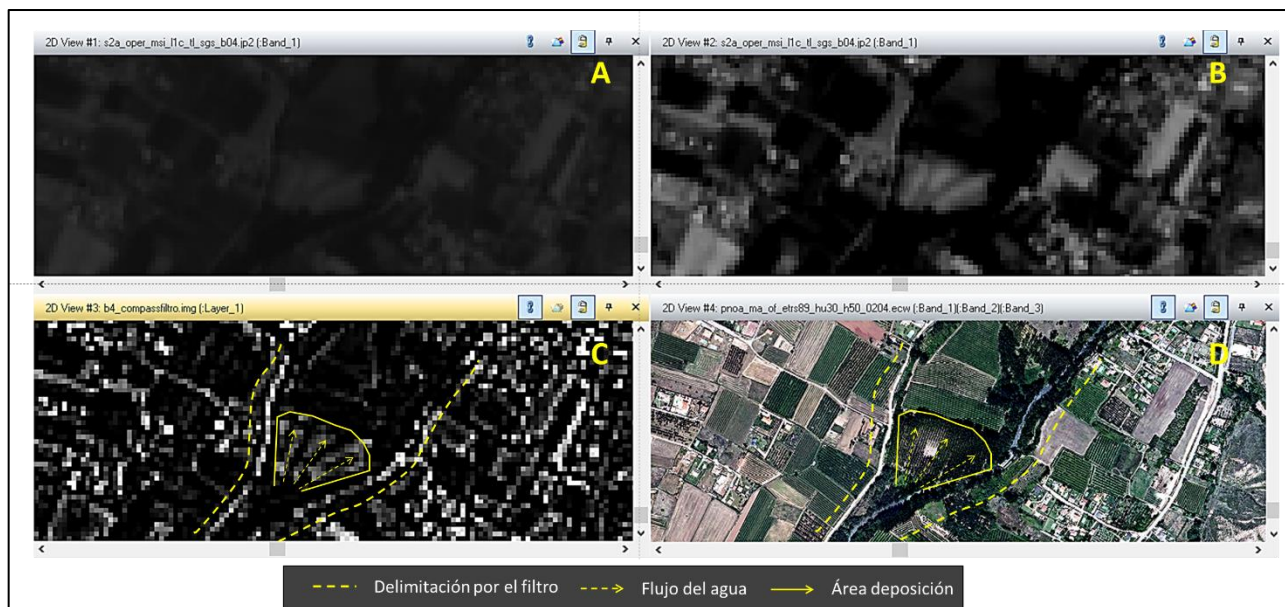 2D View #1: s2a_oper_msi_l1c_tl_sgs_b04.jp2 (:Band_1)
A
2D View #2: s2a_oper_msi_l1c_tl_sgs_b04.jp2 (:Band_1)
B
2D View #3: b4_compassfiltro.img (:Layer_1)
C
2D View #4: pnoa_ma_of_etrs89_hu30_h50_0204.ecw (:Band_1)(:Band_2)(:Band_3)
D
Delimitación por el filtro
Flujo del agua
Área deposición